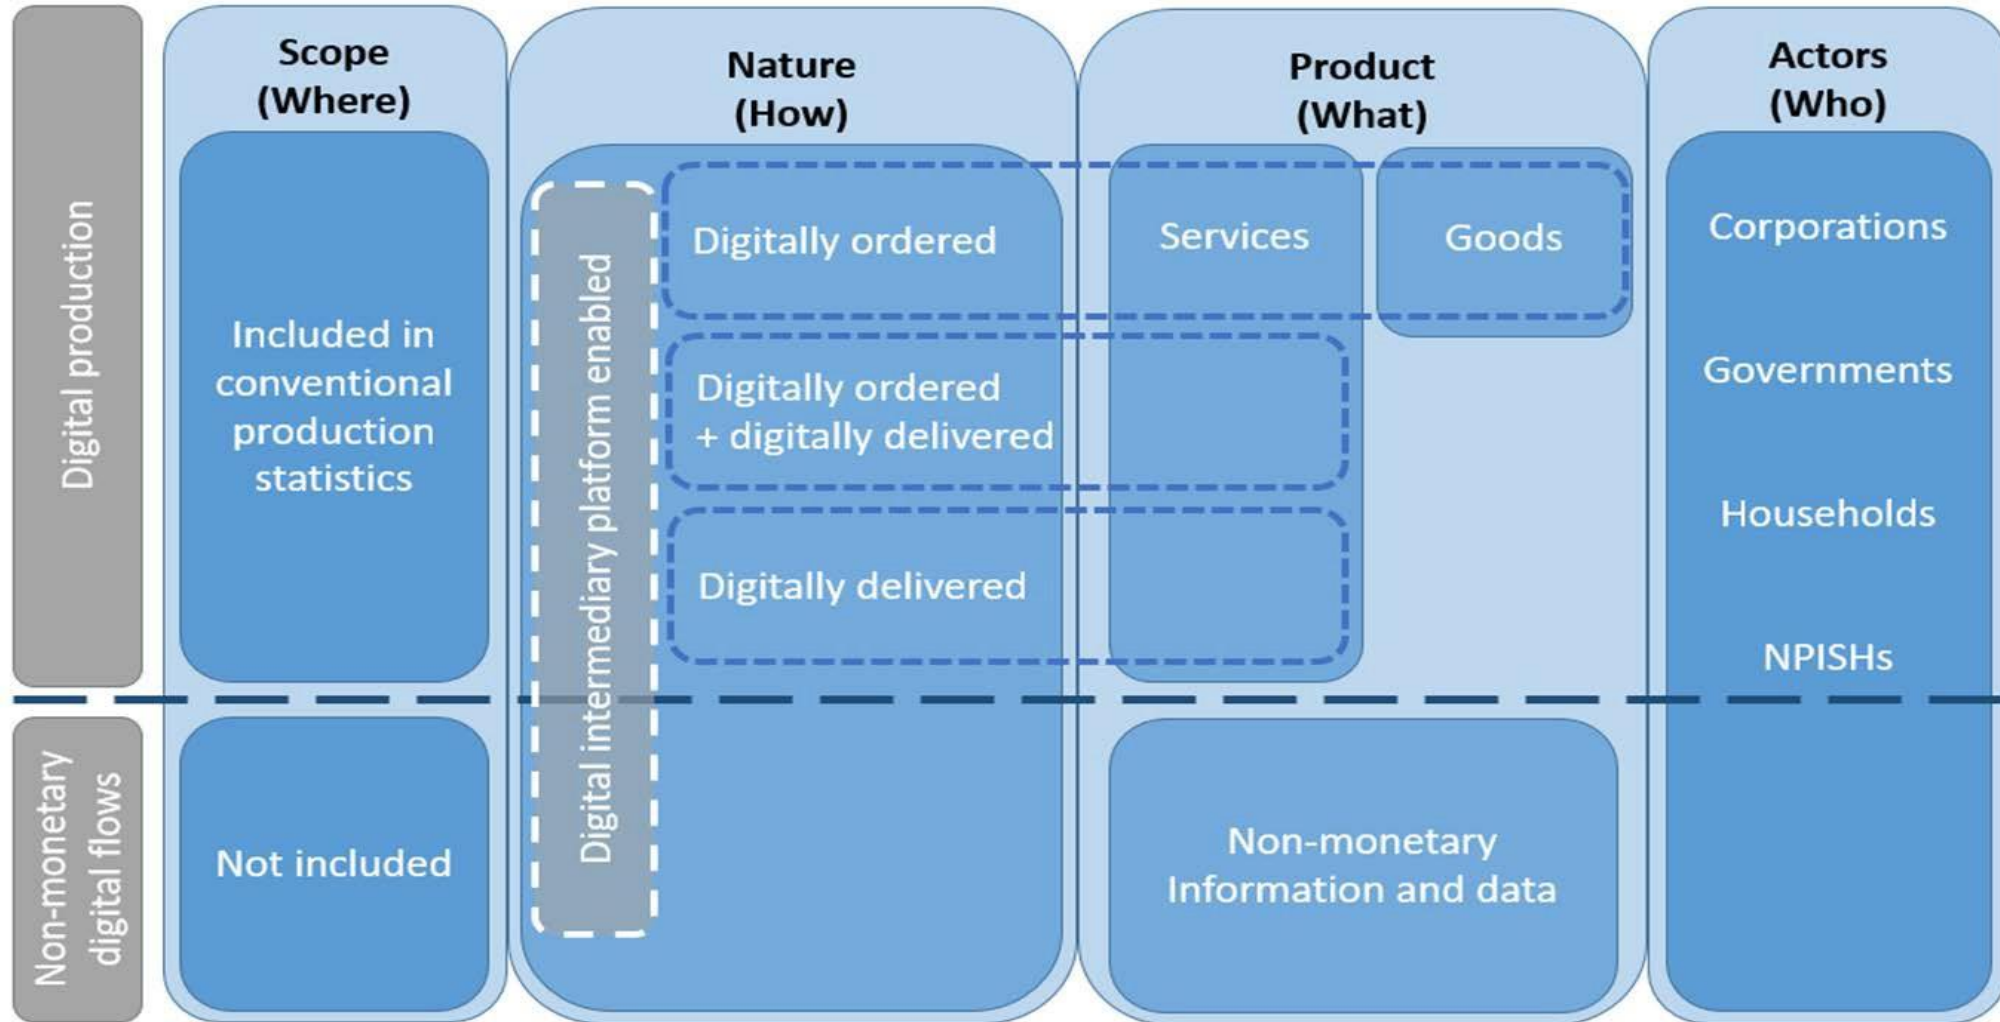 Digital production
Non-monetary
digital flows
Scope
(Where)
Included in
conventional
production
statistics
Not included
Nature
(How)
Digital intermediary platform enabled
Digitally ordered
Digitally ordered
+ digitally delivered
Digitally delivered
Product
(What)
Services
Goods
Non-monetary
Information and data
Actors
(Who)
Corporations
Governments
Households
NPISHs